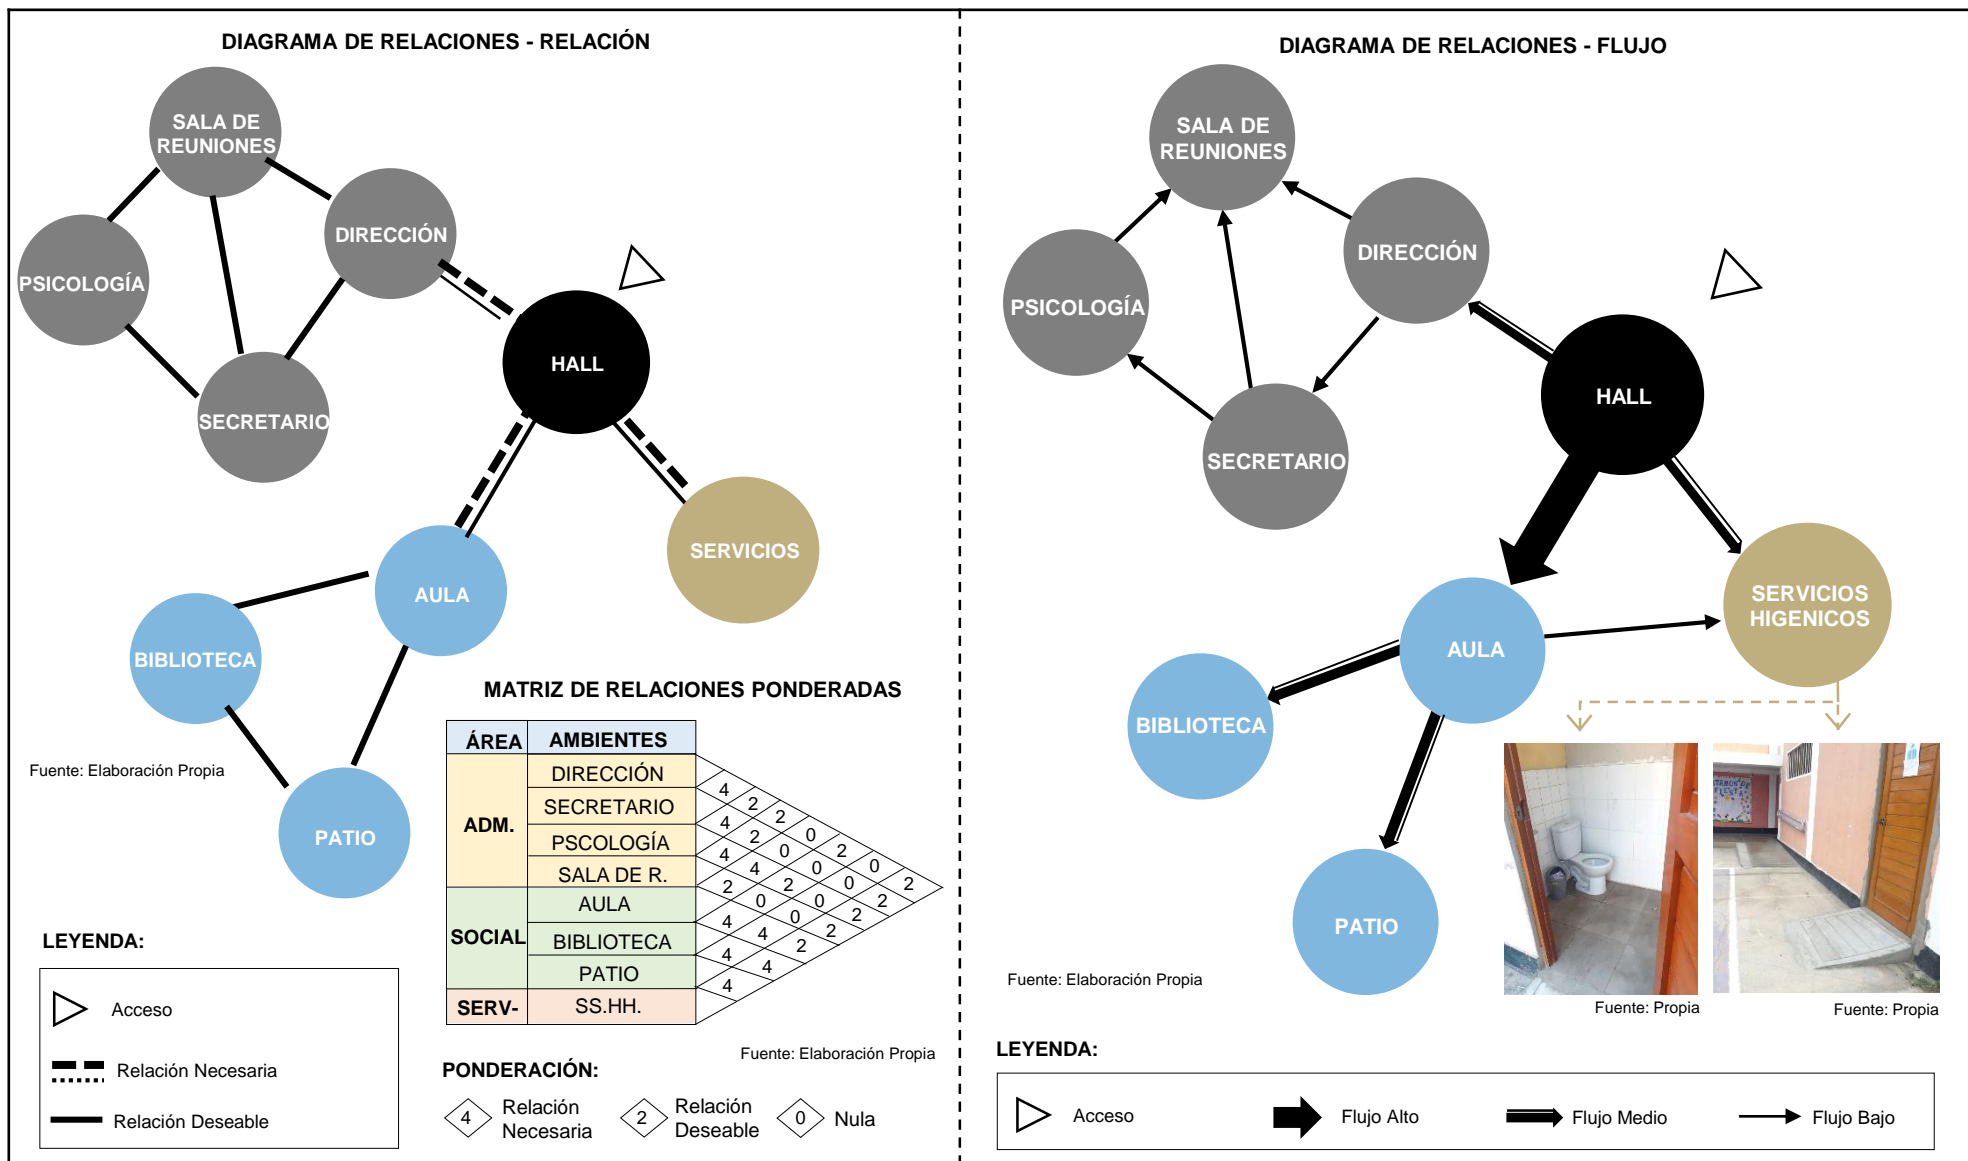 DIAGRAMA DE RELACIONES - RELACIÓN
SALA DE
REUNIONES
DIRECCIÓN
PSICOLOGÍA
HALL
SECRETARIO
SERVICIOS
AULA
BIBLIOTECA
PATIO
Fuente: Elaboración Propia
MATRIZ DE RELACIONES PONDERADAS
ÁREA AMBIENTES
ADM.
DIRECCIÓN
SECRETARIO
PSCOLOGÍA
SALA DE R.
SOCIAL
AULA
BIBLIOTECA
PATIO
SERV-
SS.HH.
4 2 2 0 2 0 2
4 2 0 0 0 2
4 4 2 0 2
2 0 0 2
4 4 2
4 4
4
Fuente: Elaboración Propia
LEYENDA:
Acceso
Relación Necesaria
Relación Deseable
PONDERACIÓN:
4 Relación
Necesaria
2 Relación
Deseable
0 Nula
DIAGRAMA DE RELACIONES - FLUJO
SALA DE
REUNIONES
DIRECCIÓN
PSICOLOGÍA
HALL
SECRETARIO
SERVICIOS
HIGENICOS
AULA
BIBLIOTECA
PATIO
Fuente: Elaboración Propia
Fuente: Propia
Fuente: Propia
LEYENDA:
Acceso
Flujo Alto
Flujo Medio
Flujo Bajo